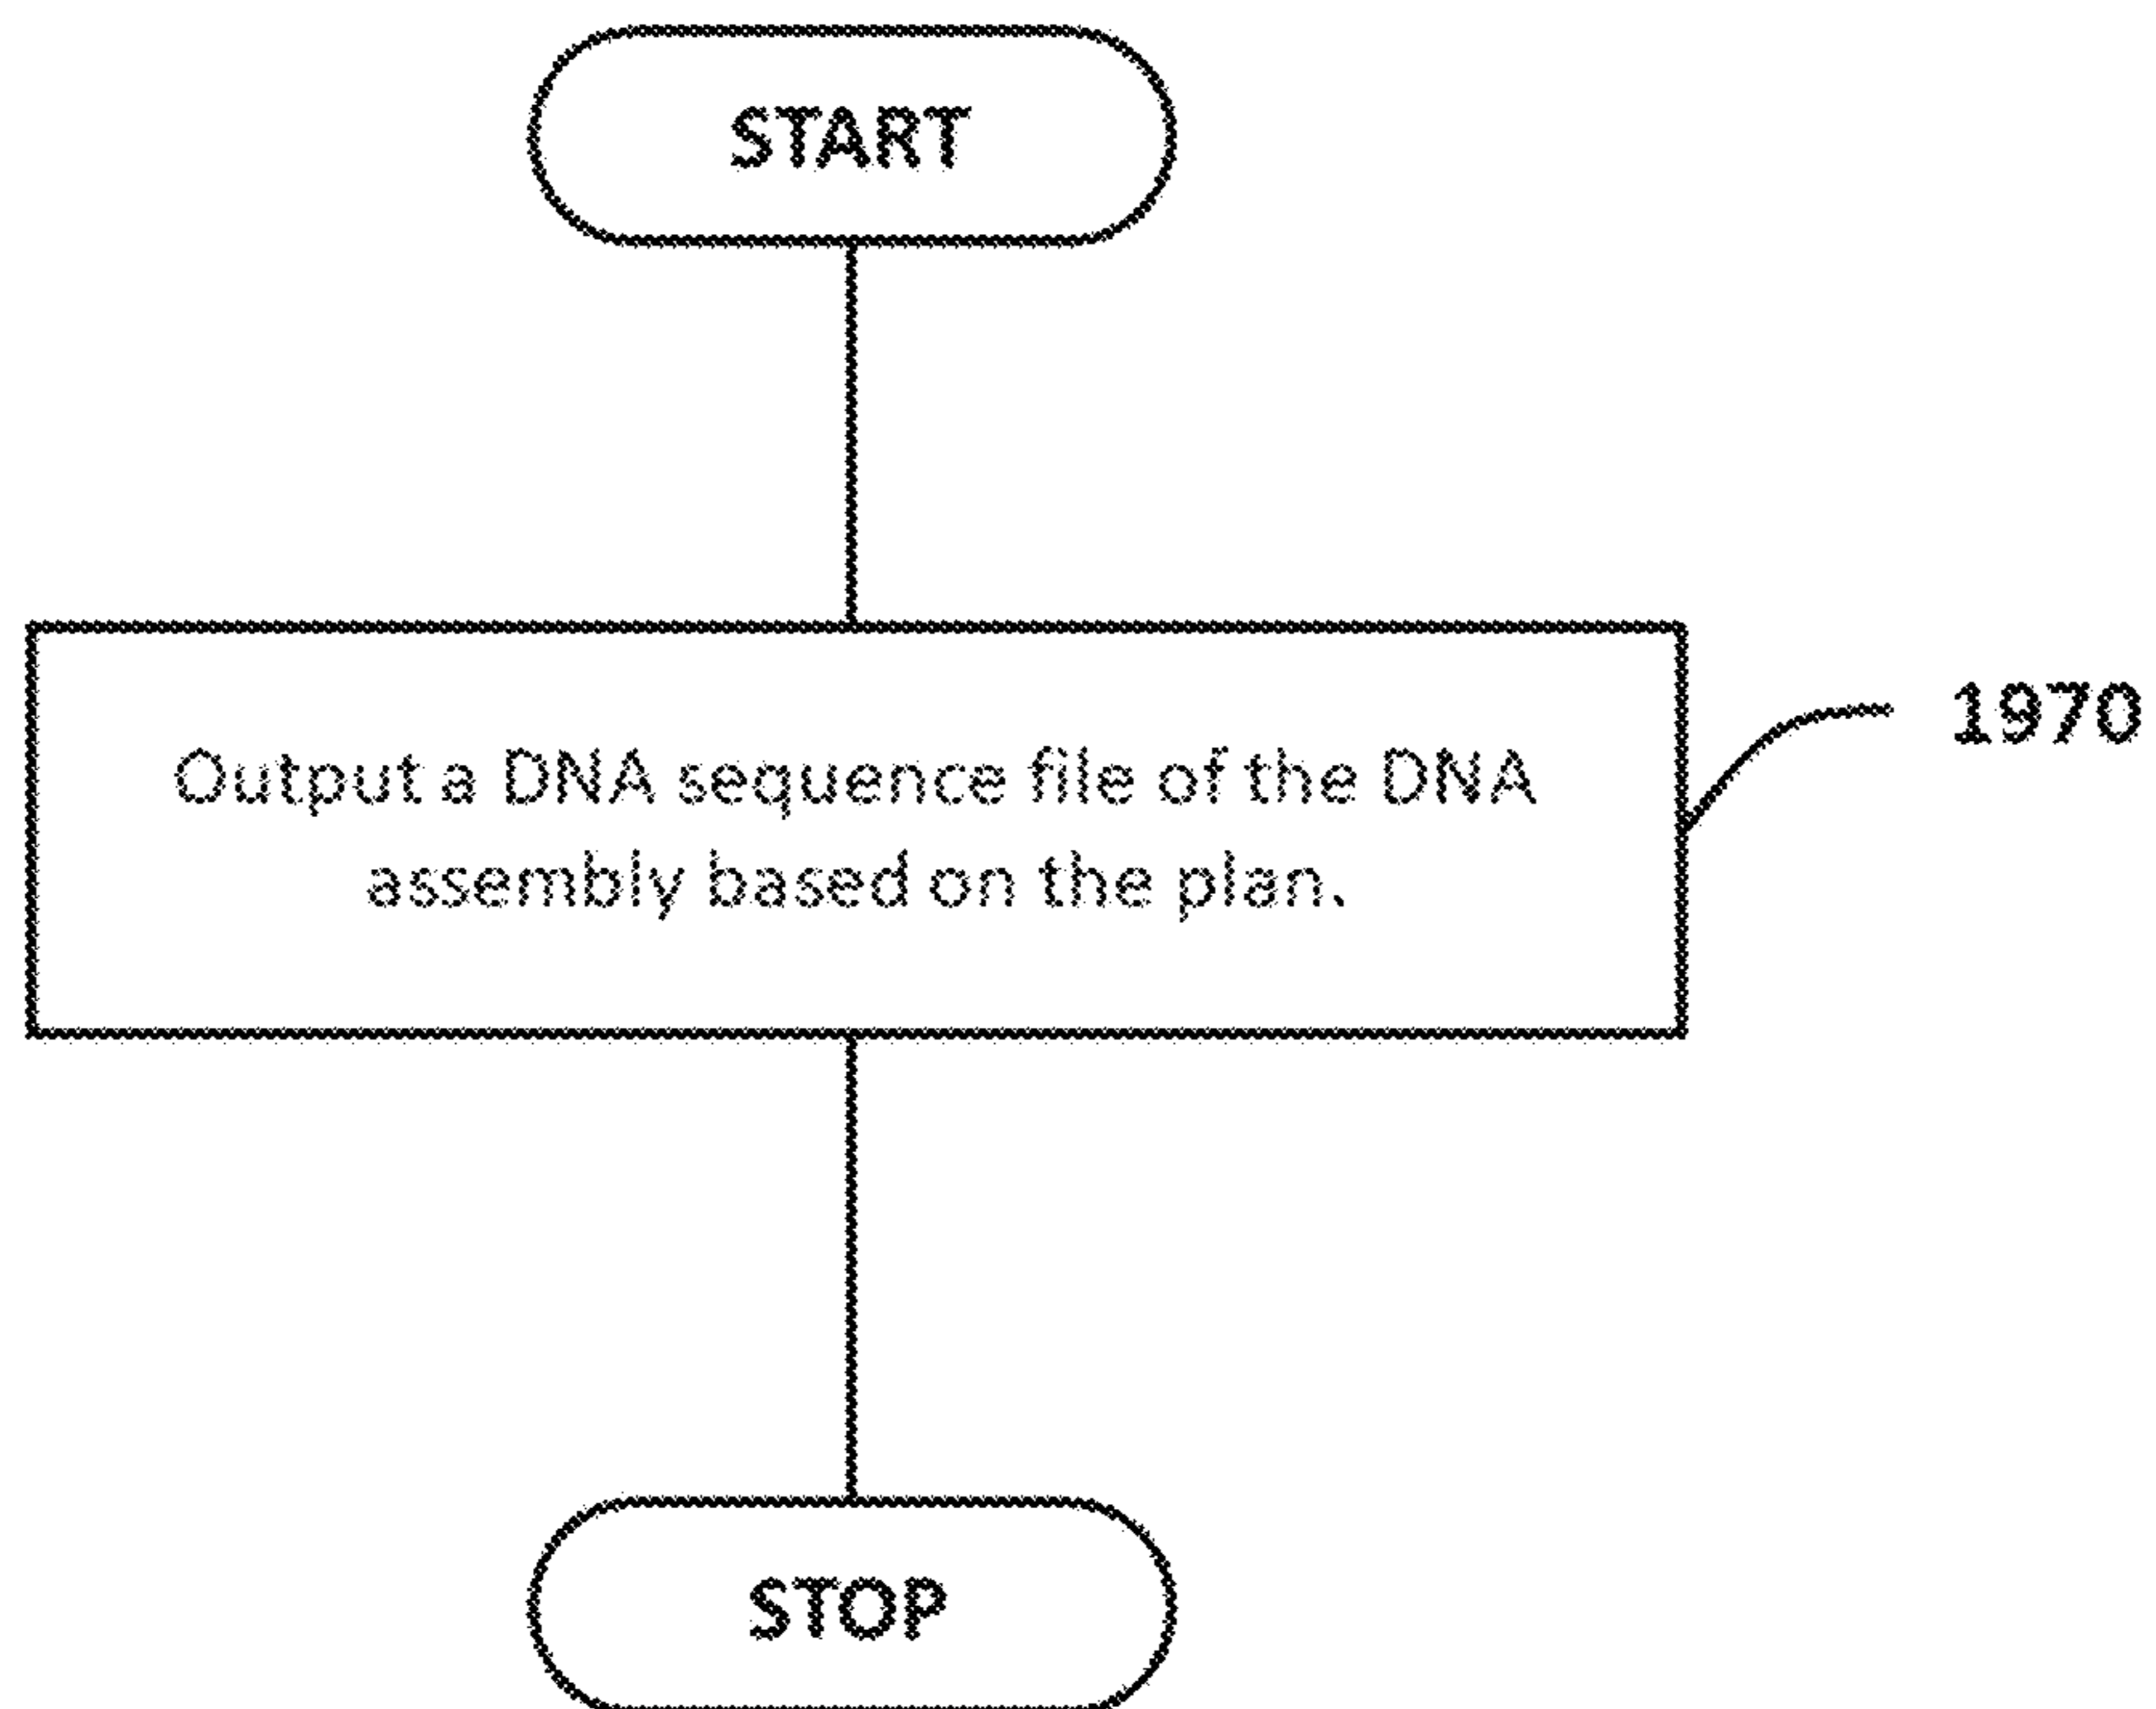 START
1970
Output a DNA sequence file of the DNA
assembly based on the plan.
STOP